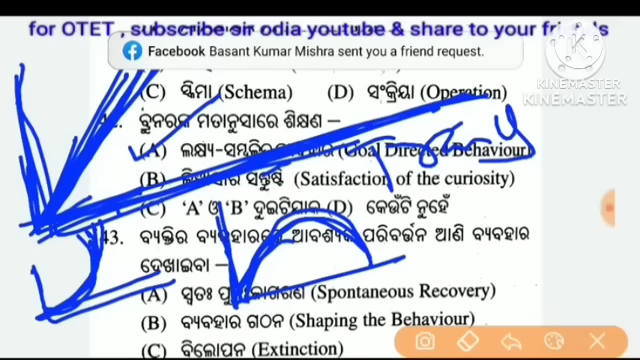 for OTET , subscribe sir odia youtube & share to your friends
Facebook Basant Kumar Mishra sent you a friend request.
KINEMASTER
KINEMASTER
(C) ସ୍କିମା (Schema) (D) ସଂକ୍ରିୟା (Operation)
ବ୍ରୁନରଙ୍କ ମତାନୁସାରେ ଶିକ୍ଷଣ –
(A) ଲକ୍ଷ୍ୟ-ସମ୍ବଳିତ (Goal Directed Behaviour)
(B) ସନ୍ତୁଷ୍ଟି (Satisfaction of the curiosity)
(C) ‘A’ ଓ ‘B’ ଦୁଇଟିଯାକ (D) କେଉଁଟି ନୁହେଁ
43. ବ୍ୟକ୍ତିର ଆବଶ୍ୟକ ପରିବର୍ତ୍ତନ ଆଣି ବ୍ୟବହାର
ଦେଖାଇବା –
(A) ସ୍ୱତଃ (Spontaneous Recovery)
(B) ବ୍ୟବହାର ଗଠନ (Shaping the Behaviour)
(C) ବିଲୋପନ (Extinction)